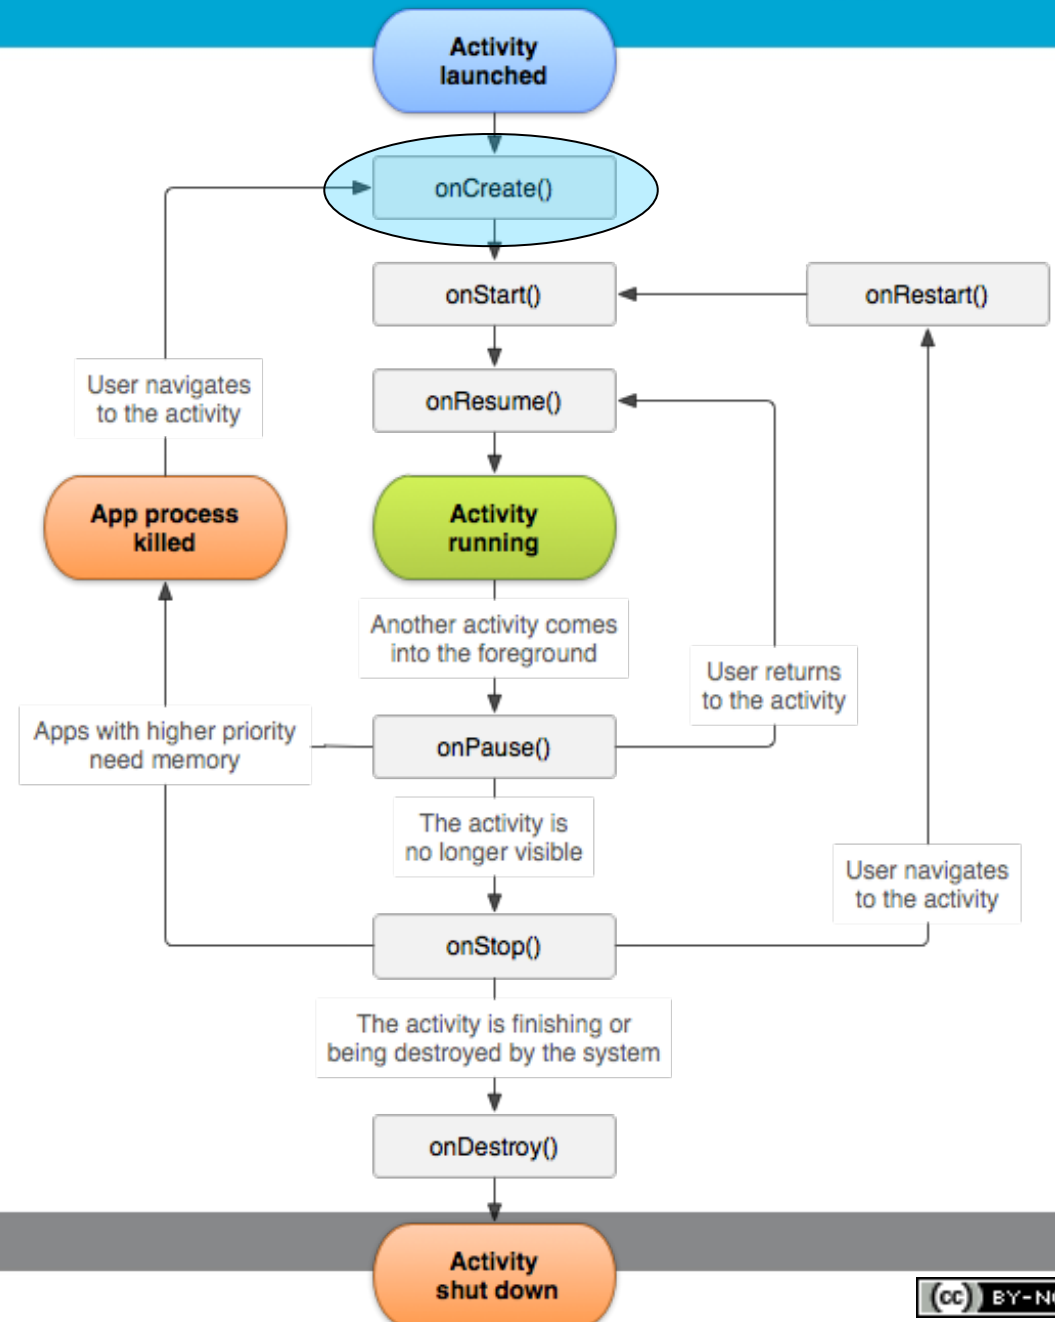 Activity
launched
onCreate()
onStart()
onRestart()
User navigates
to the activity
onResume()
App process
killed
Activity
running
Another activity comes
into the foreground
User returns
to the activity
Apps with higher priority
need memory
onPause()
The activity is
no longer visible
User navigates
to the activity
onStop()
The activity is finishing or
being destroyed by the system
onDestroy()
Activity
shut down
(cc) BY-N